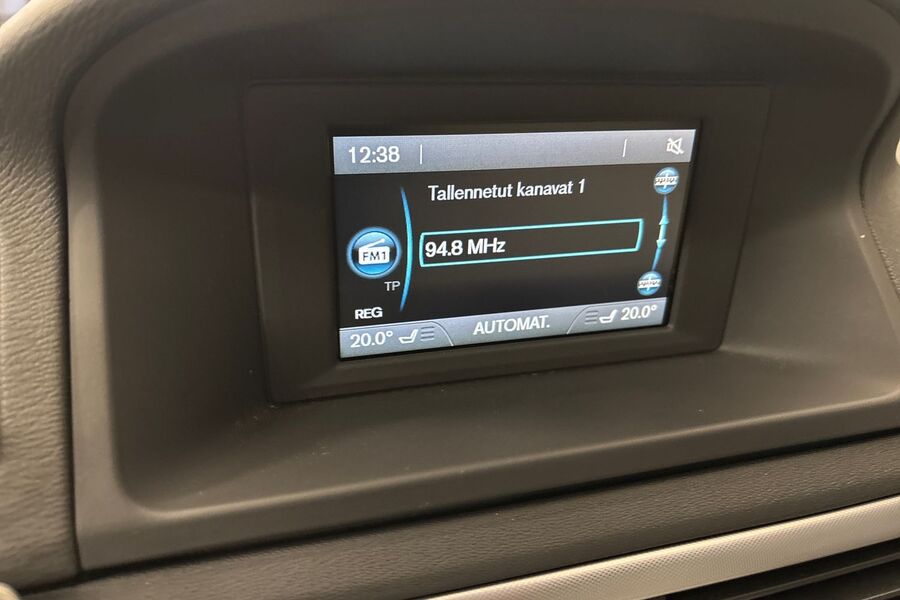 12:38
Tallennetut kanavat 1
94.8 MHz
FM1
TP
REG
20.0° AUTOMAT. 20.0°